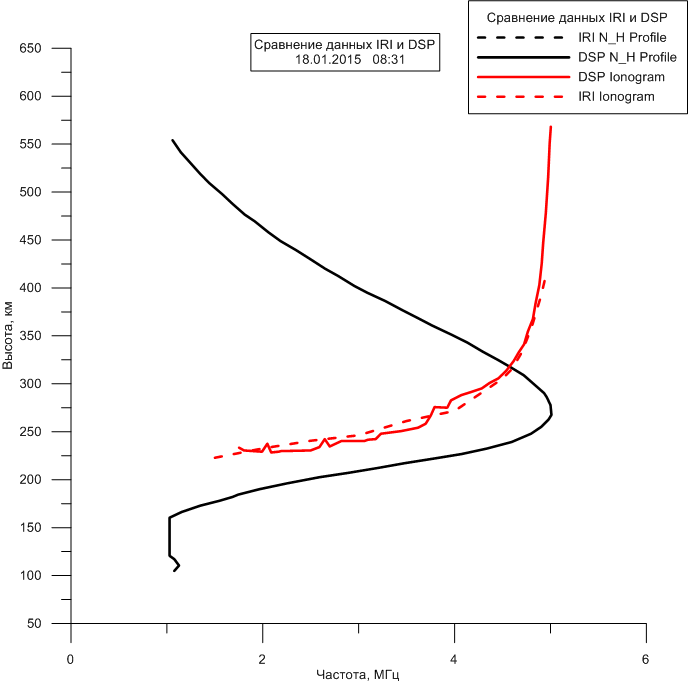 Сравнение данных IRI и DSP
IRI N_H Profile
DSP N_H Profile
DSP Ionogram
IRI Ionogram
Сравнение данных IRI и DSP
18.01.2015 08:31
650
600
550
500
450
400
350
300
250
200
150
100
50
Высота, км
0
2
4
6
Частота, МГц